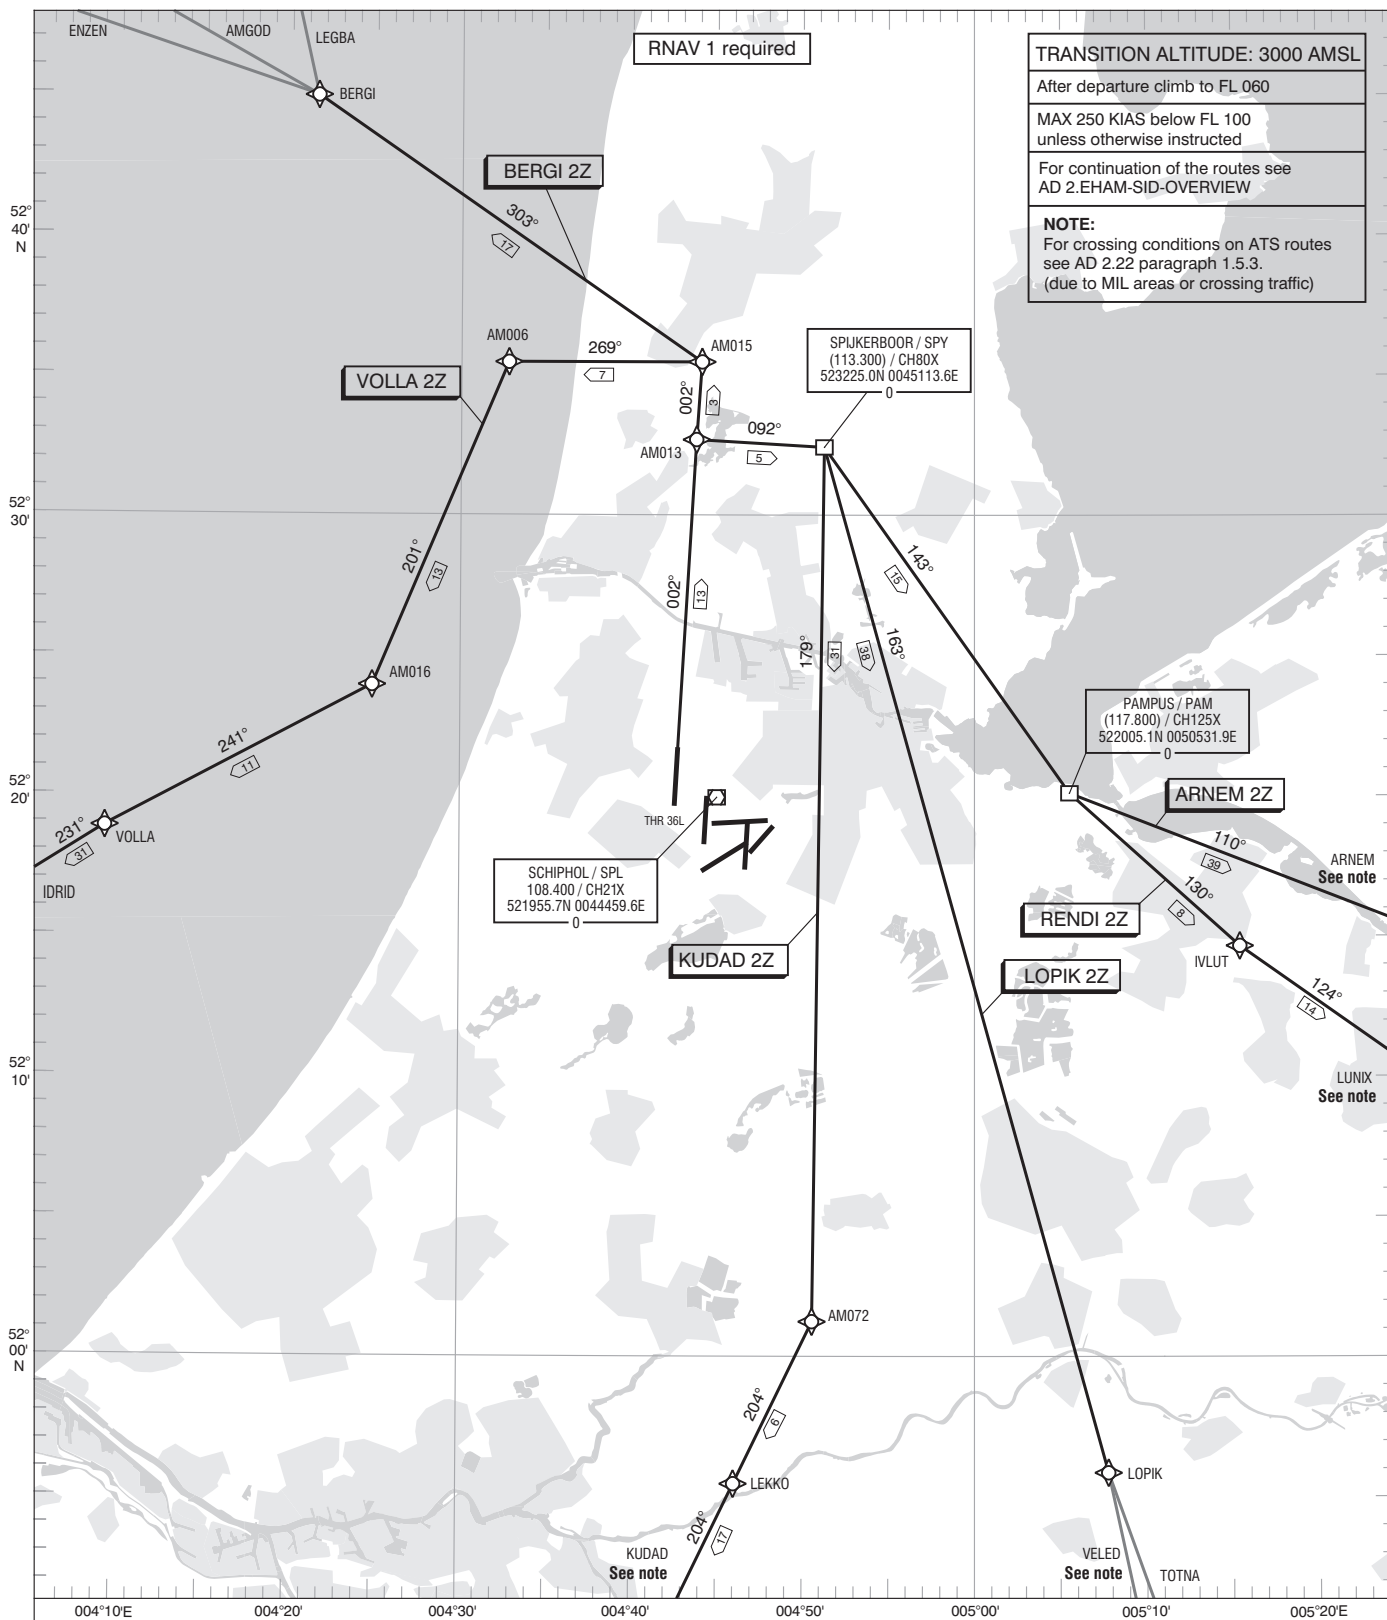 ENZEN
AMGOD
LEGBA
RNAV 1 required
TRANSITION ALTITUDE: 3000 AMSL
After departure climb to FL 060
MAX 250 KIAS below FL 100
unless otherwise instructed
For continuation of the routes see
AD 2.EHAM-SID-OVERVIEW
NOTE:
For crossing conditions on ATS routes
see AD 2.22 paragraph 1.5.3.
(due to MIL areas or crossing traffic)
BERGI
BERGI 2Z
303°
17
52°
40'
N
AM006
269°
7
AM015
SPIJKERBOOR / SPY
(113.300) / CH80X
523225.0N 0045113.6E
0
VOLLA 2Z
002°
3
AM013
092°
5
52°
30'
201°
13
002°
13
143°
15
179°
31
38
163°
AM016
PAMPUS / PAM
(117.800) / CH125X
522005.1N 0050531.9E
0
241°
11
52°
20'
THR 36L
ARNEM 2Z
231°
31
VOLLA
IDRID
110°
39
ARNEM
See note
SCHIPHOL / SPL
108.400 / CH21X
521955.7N 0044459.6E
0
130°
8
RENDI 2Z
IVLUT
KUDAD 2Z
LOPIK 2Z
124°
14
52°
10'
LUNIX
See note
AM072
52°
00'
N
204°
6
LEKKO
LOPIK
204°
17
KUDAD
See note
VELED
See note
TOTNA
004°10'E
004°20'
004°30'
004°40'
004°50'
005°00'
005°10'
005°20'E